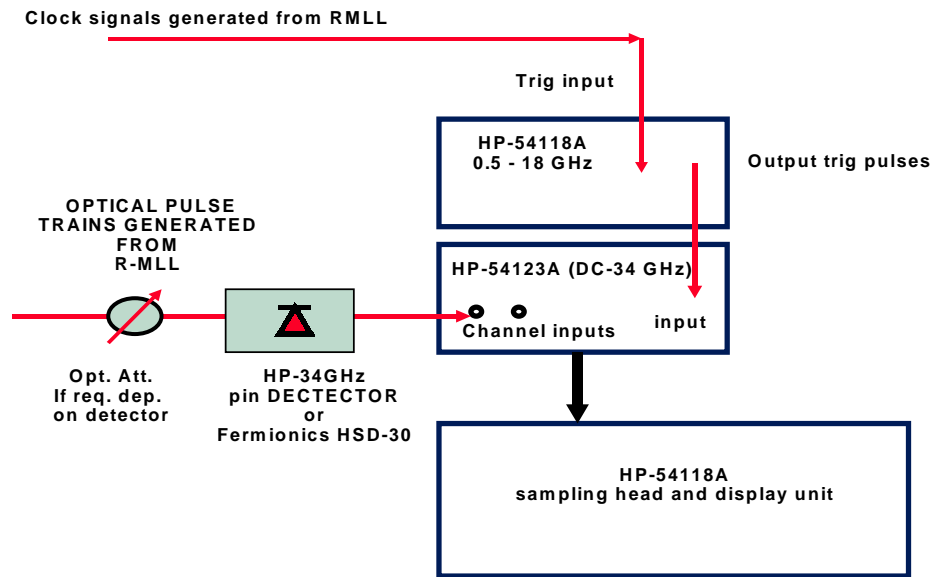 Clock signals generated from RMLL
Trig input
HP-54118A
0.5 - 18 GHz
Output trig pulses
OPTICAL PULSE
TRAINS GENERATED
FROM
R-MLL
HP-54123A (DC-34 GHz)
Channel inputs
input
Opt. Att.
If req. dep.
on detector
HP-34GHz
pin DECTECTOR
or
Fermionics HSD-30
HP-54118A
sampling head and display unit